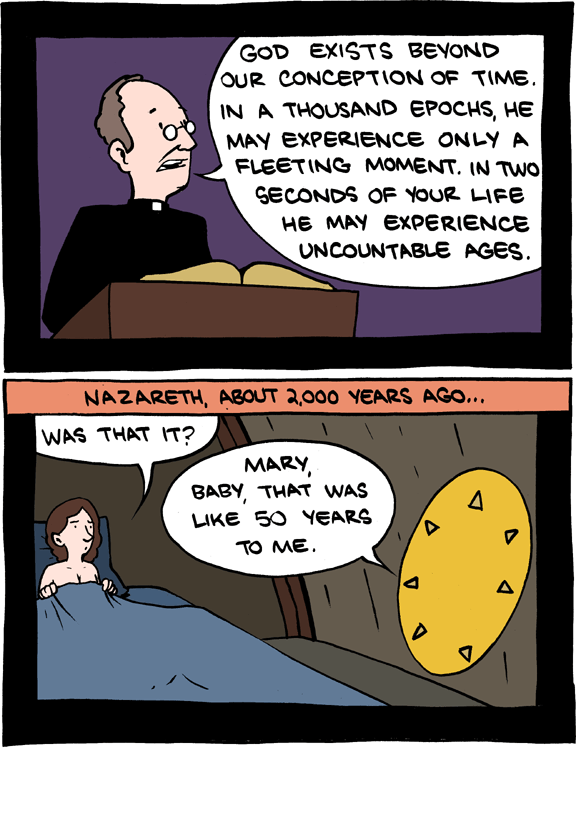 GOD EXISTS BEYOND
OUR CONCEPTION OF TIME.
IN A THOUSAND EPOCHS, HE
MAY EXPERIENCE ONLY A
FLEETING MOMENT. IN TWO
SECONDS OF YOUR LIFE
HE MAY EXPERIENCE
UNCOUNTABLE AGES.
NAZARETH, ABOUT 2,000 YEARS AGO...
WAS THAT IT?
MARY,
BABY, THAT WAS
LIKE 50 YEARS
TO ME.